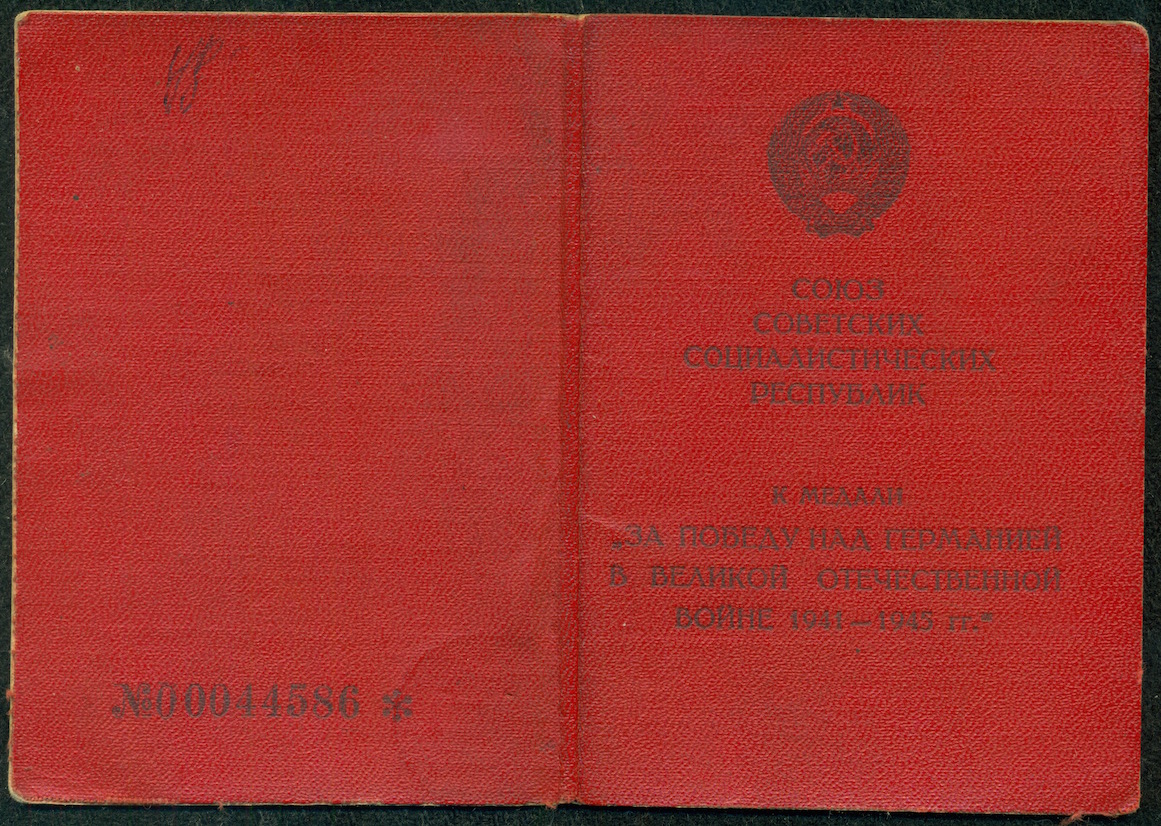 №00044586 *
СОЮЗ
СОВЕТСКИХ
СОЦИАЛИСТИЧЕСКИХ
РЕСПУБЛИК
К МЕДАЛИ
„ЗА ПОБЕДУ НАД ГЕРМАНИЕЙ
В ВЕЛИКОЙ ОТЕЧЕСТВЕННОЙ
ВОЙНЕ 1941—1945 гг.“